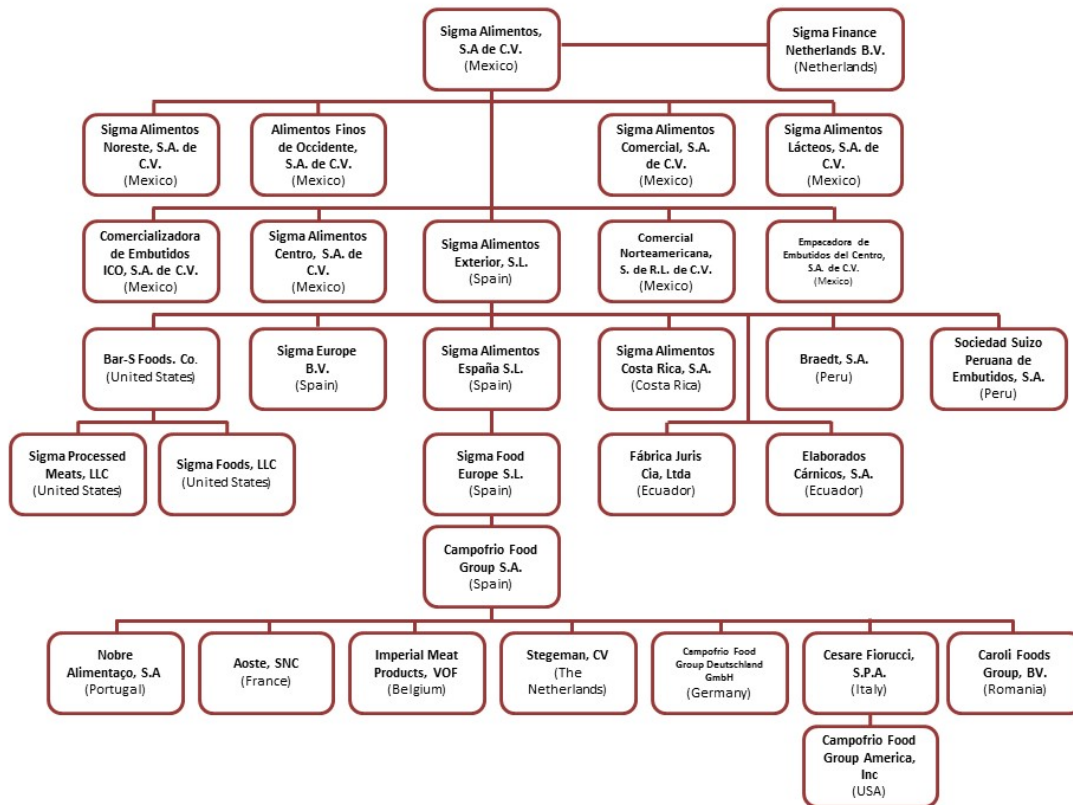 Sigma Alimentos,
S.A de C.V.
(Mexico)
Sigma Finance
Netherlands B.V.
(Netherlands)
Sigma Alimentos
Noreste, S.A. de
C.V.
(Mexico)
Alimentos Finos
de Occidente,
S.A. de C.V.
(Mexico)
Sigma Alimentos
Comercial, S.A.
de C.V.
(Mexico)
Sigma Alimentos
Lácteos, S.A. de
C.V.
(Mexico)
Comercializadora
de Embutidos
ICO, S.A. de C.V.
(Mexico)
Sigma Alimentos
Centro, S.A. de
C.V.
(Mexico)
Sigma Alimentos
Exterior, S.L.
(Spain)
Comercial
Norteamericana,
S. de R.L. de C.V.
(Mexico)
Empacadora de
Embutidos del Centro,
S.A. de C.V.
(Mexico)
Bar-S Foods. Co.
(United States)
Sigma Europe
B.V.
(Spain)
Sigma Alimentos
España S.L.
(Spain)
Sigma Alimentos
Costa Rica, S.A.
(Costa Rica)
Braedt, S.A.
(Peru)
Sociedad Suizo
Peruana de
Embutidos, S.A.
(Peru)
Sigma Processed
Meats, LLC
(United States)
Sigma Foods, LLC
(United States)
Sigma Food
Europe S.L.
(Spain)
Fábrica Juris
Cia, Ltda
(Ecuador)
Elaborados
Cárnicos, S.A.
(Ecuador)
Campofrio Food
Group S.A.
(Spain)
Nobre
Alimentaço, S.A
(Portugal)
Aoste, SNC
(France)
Imperial Meat
Products, VOF
(Belgium)
Stegeman, CV
(The
Netherlands)
Campofrio Food
Group Deutschland
GmbH
(Germany)
Cesare Fiorucci,
S.P.A.
(Italy)
Caroli Foods
Group, BV.
(Romania)
Campofrio Food
Group America,
Inc
(USA)